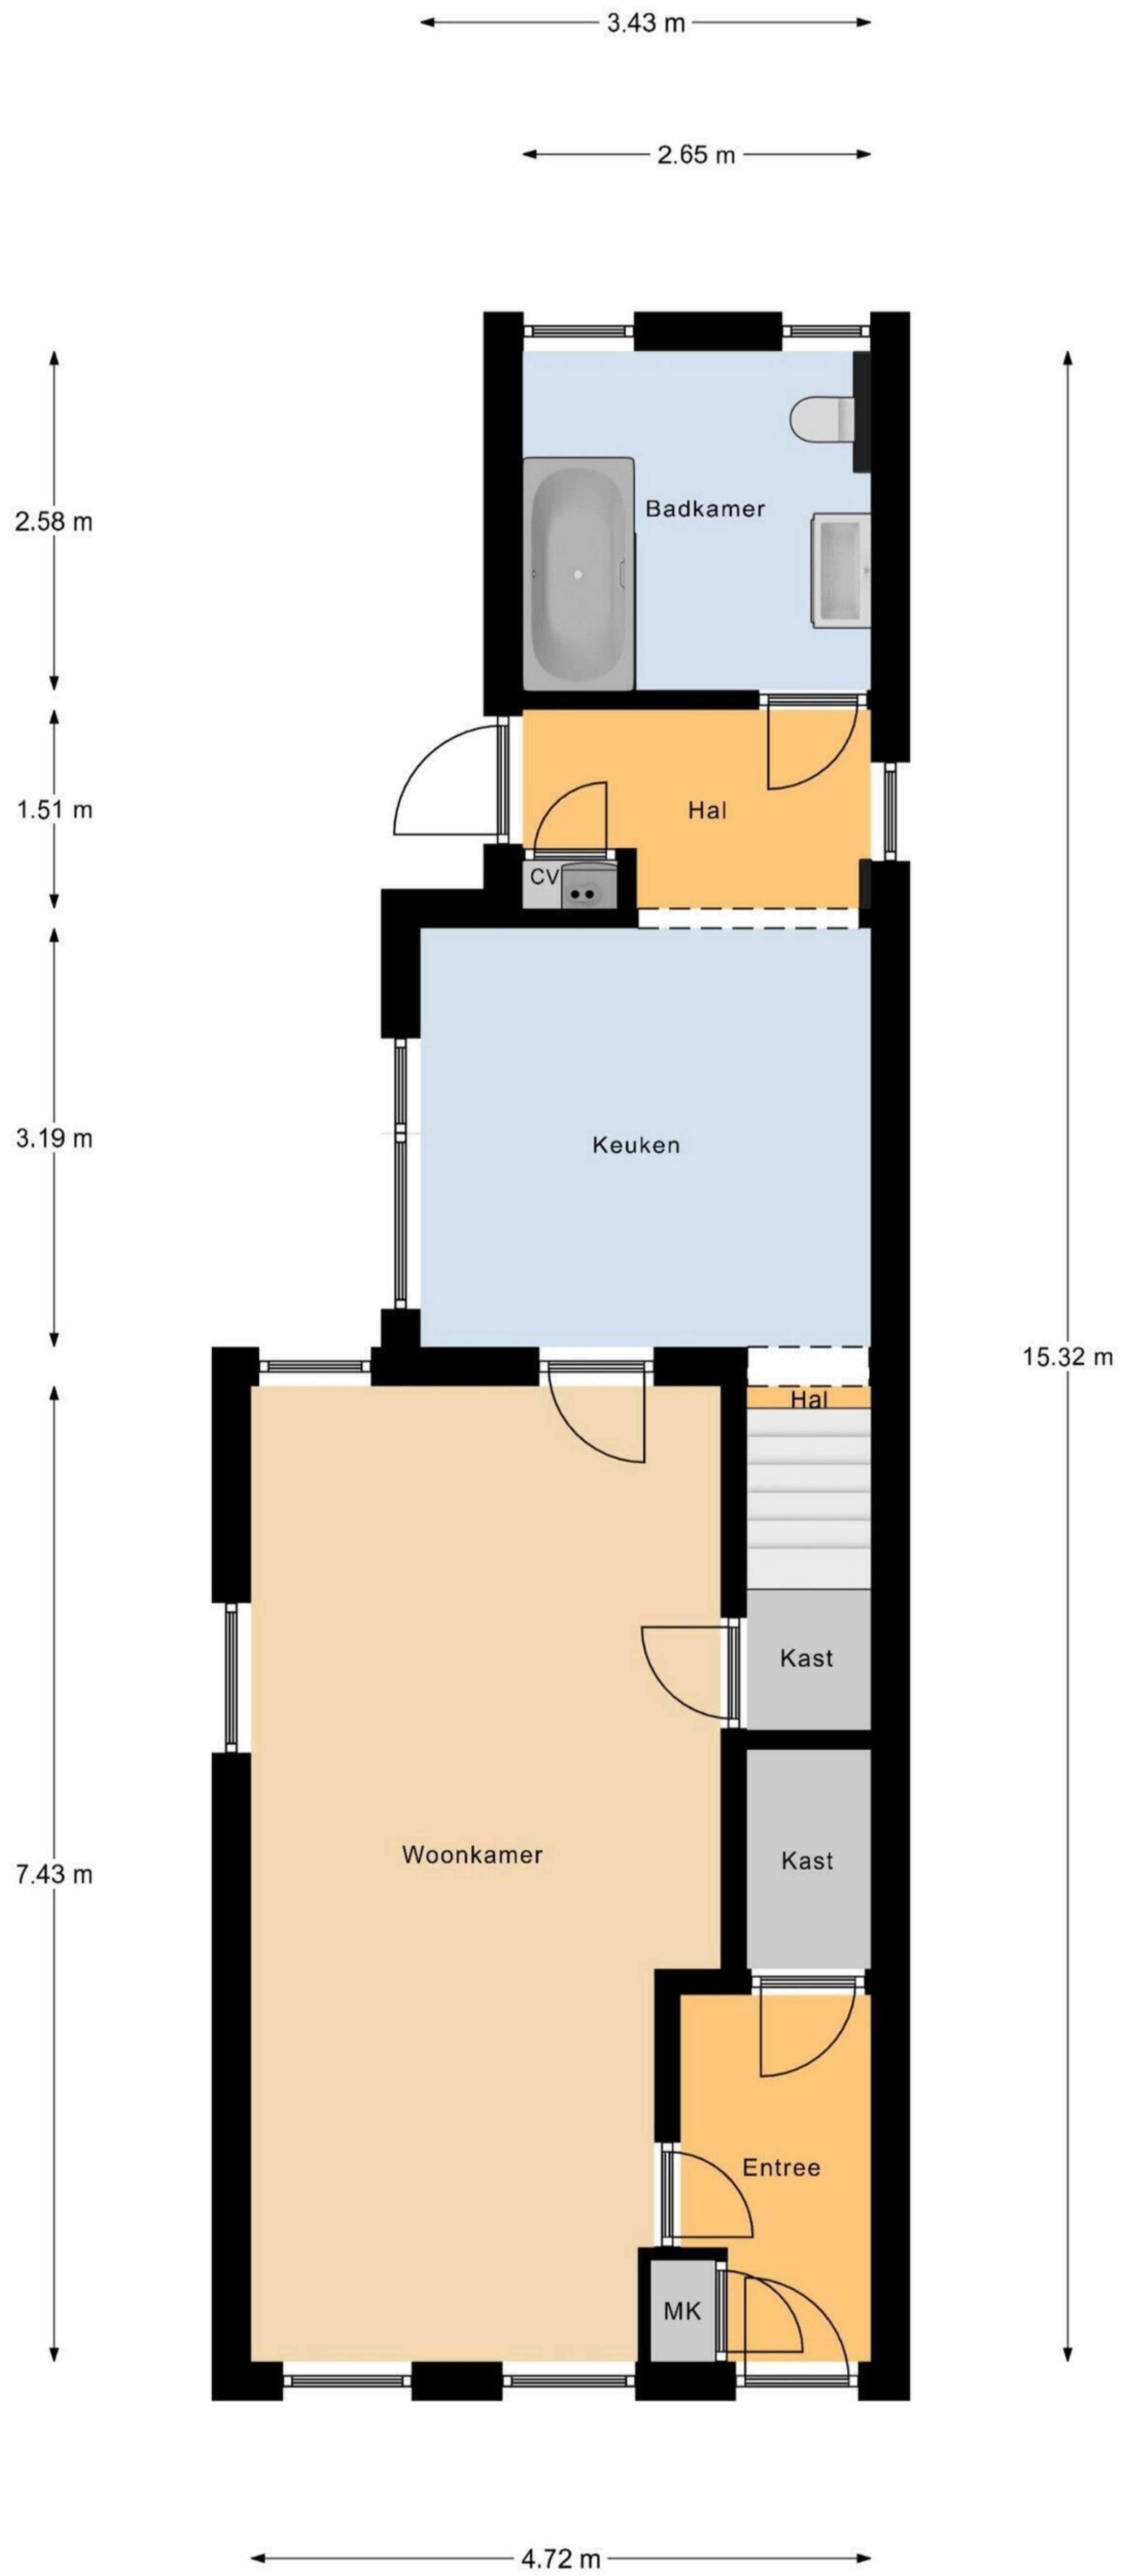 3.43 m
2.65 m
2.58 m
Badkamer
1.51 m
Hal
CV
3.19 m
Keuken
15.32 m
Hal
Kast
7.43 m
Woonkamer
Kast
Entree
MK
4.72 m